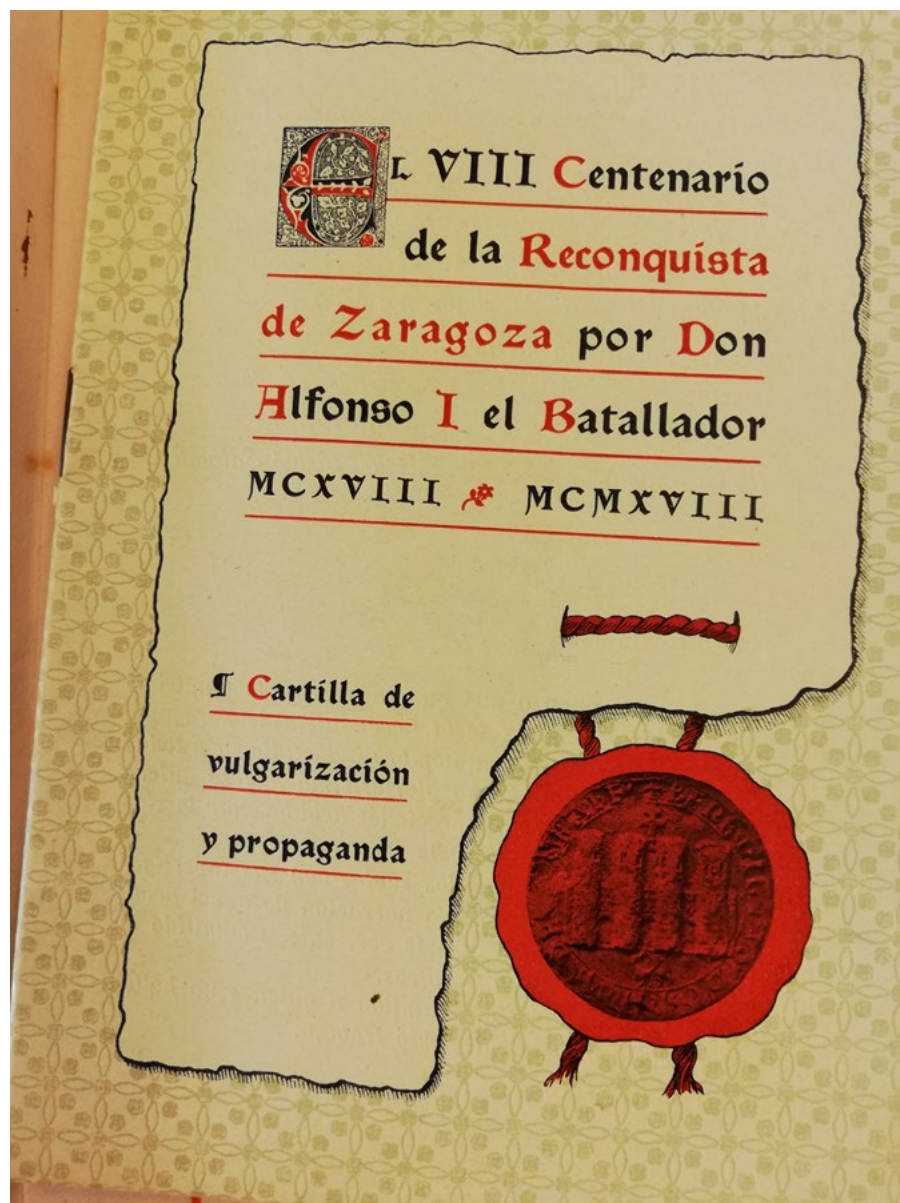 EL VIII Centenario
de la Reconquista
de Zaragoza por Don
Alfonso I el Batallador
MCXVIII MCMXVIII
¶ Cartilla de
vulgarización
y propaganda